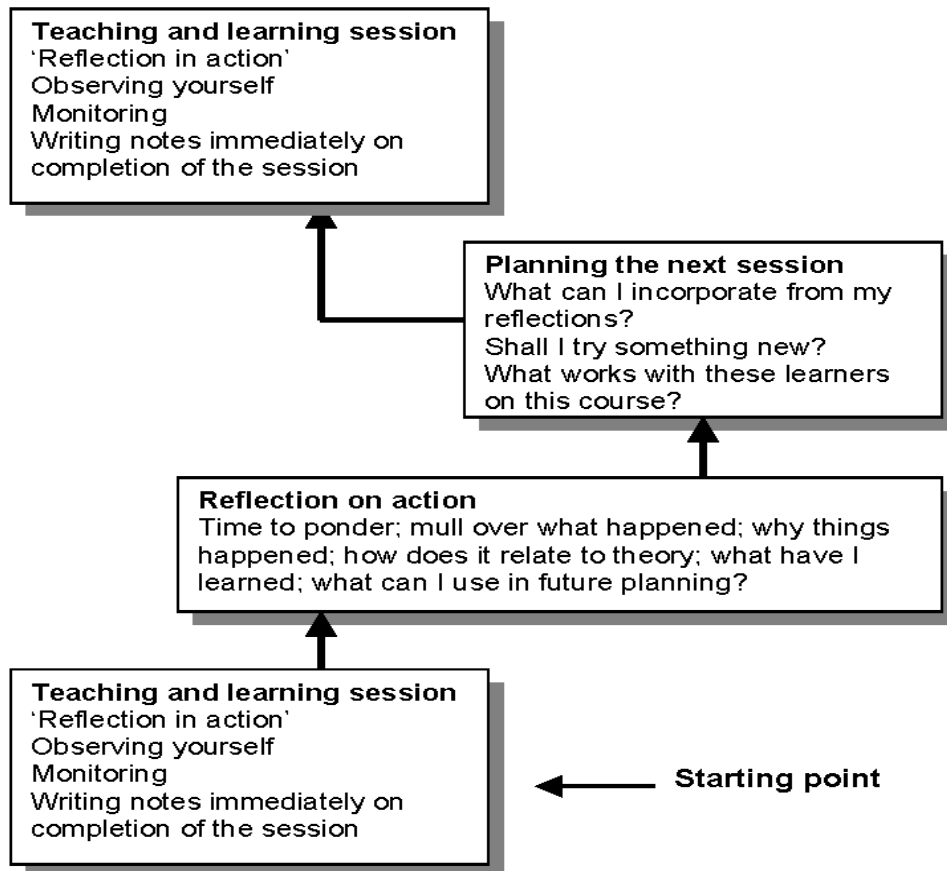 Teaching and learning session
‘Reflection in action’
Observing yourself
Monitoring
Writing notes immediately on
completion of the session
Planning the next session
What can I incorporate from my
reflections?
Shall I try something new?
What works with these learners
on this course?
Reflection on action
Time to ponder; mull over what happened; why things
happened; how does it relate to theory; what have I
learned; what can I use in future planning?
Teaching and learning session
‘Reflection in action’
Observing yourself
Monitoring
Writing notes immediately on
completion of the session
Starting point